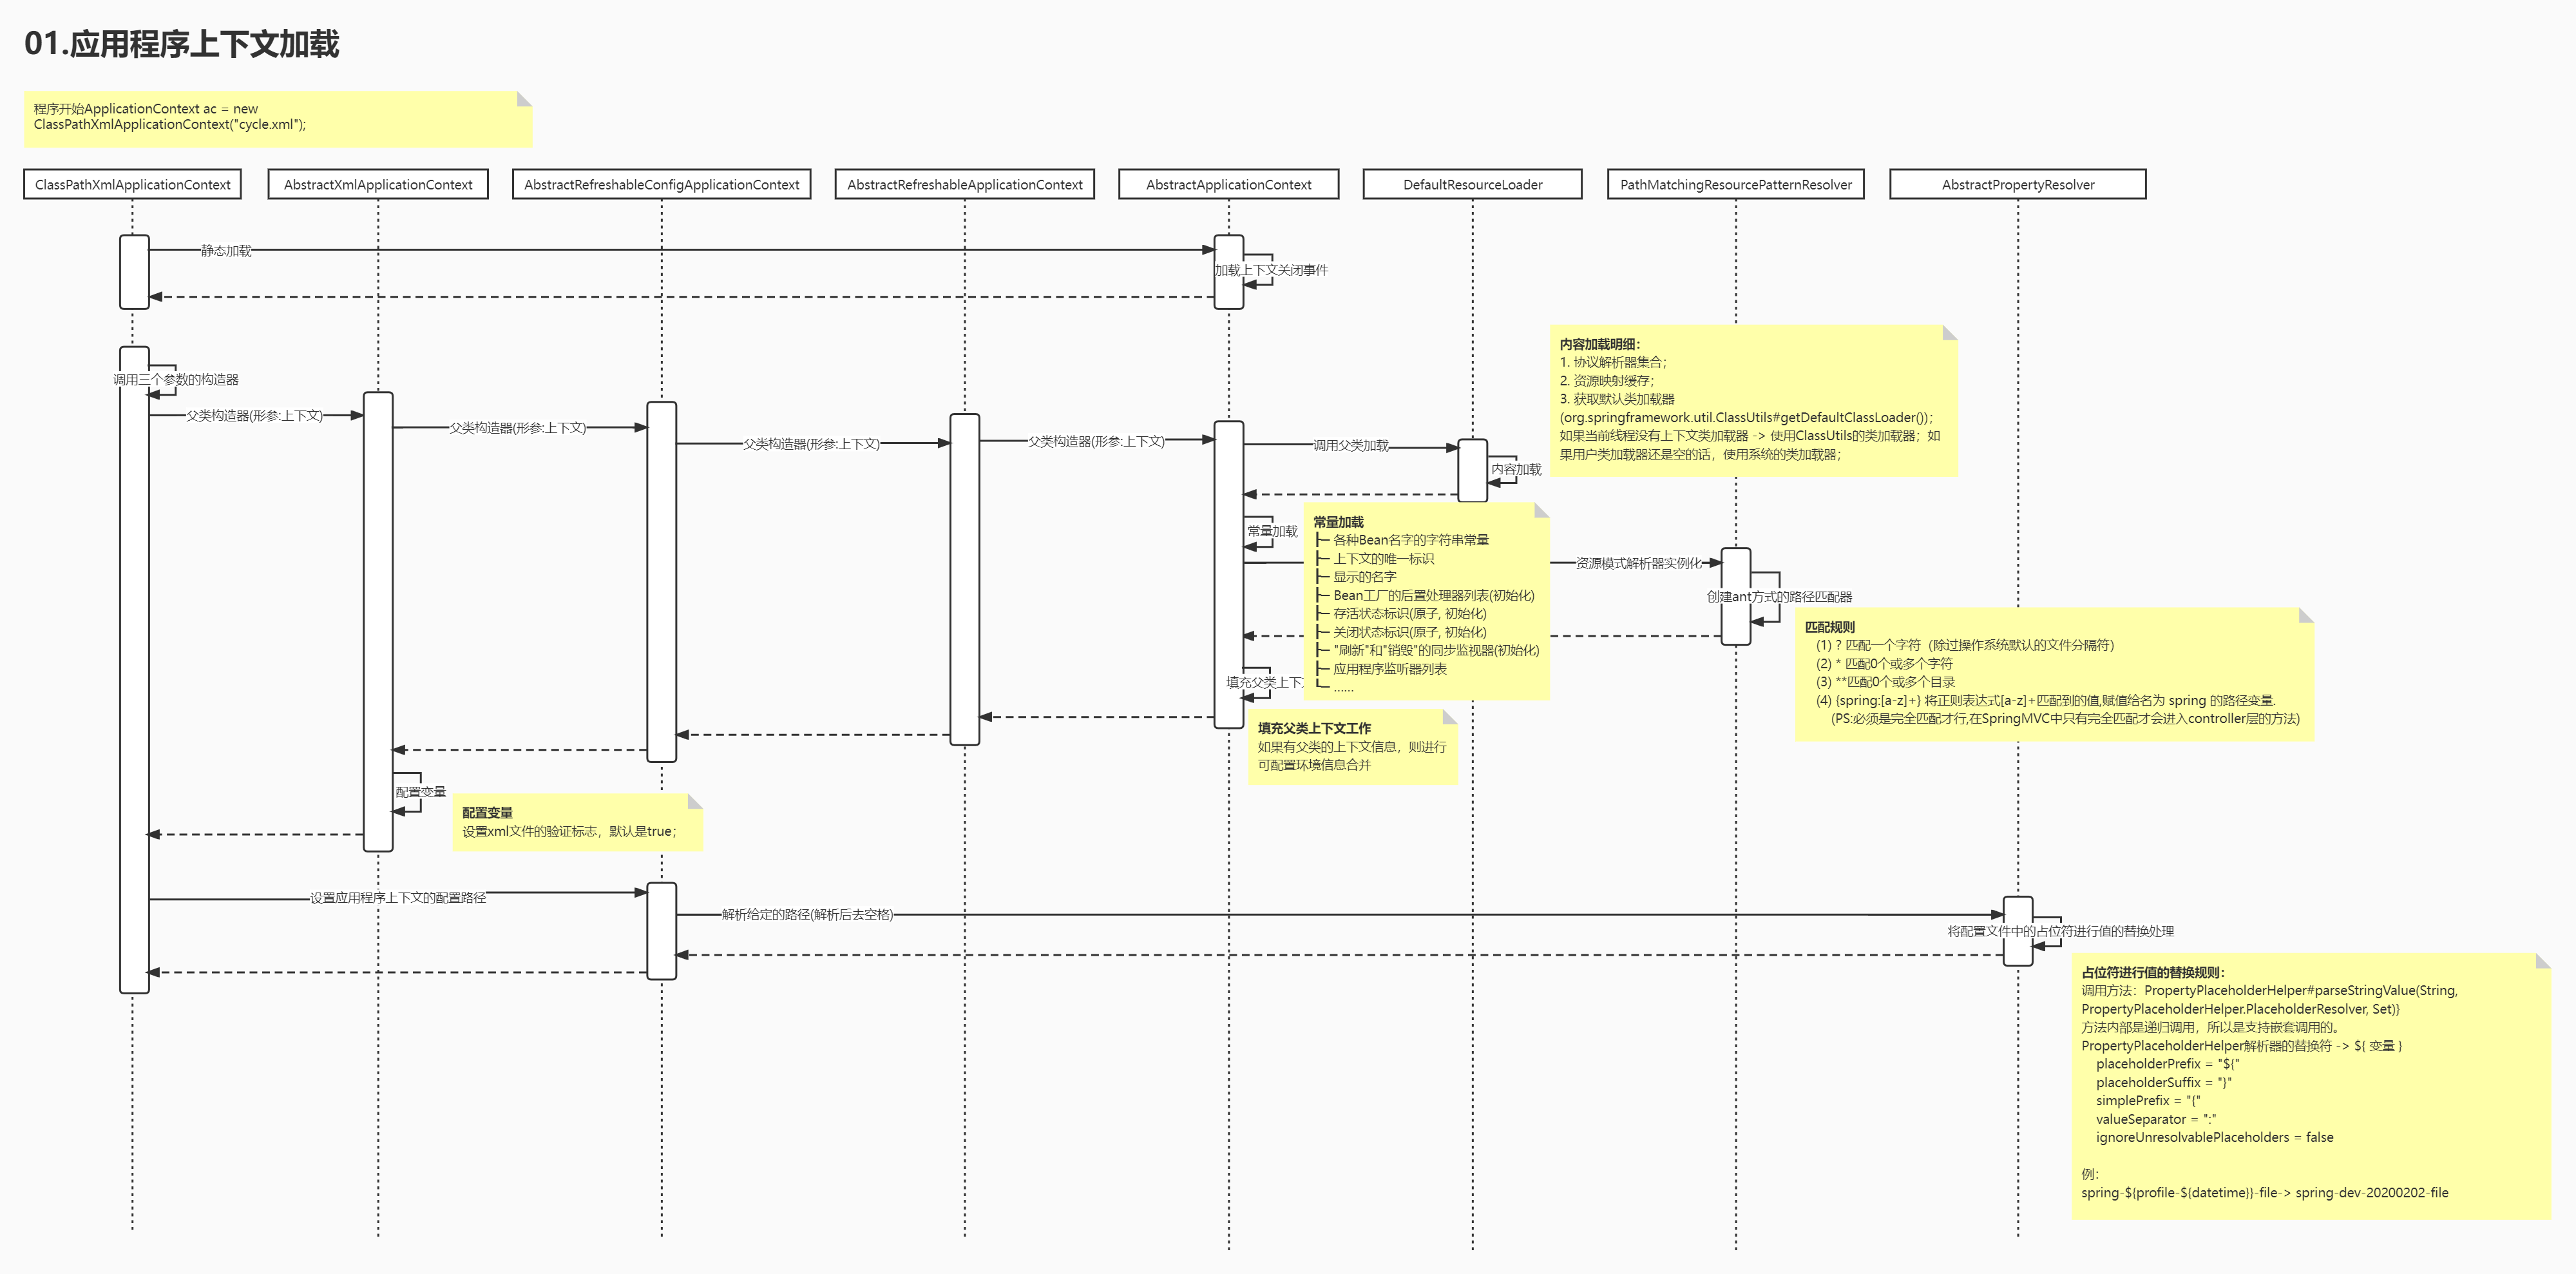 01.应用程序上下文加载
程序开始ApplicationContext ac = new
ClassPathXmlApplicationContext("cycle.xml");
ClassPathXmlApplicationContext
AbstractXmlApplicationContext
AbstractRefreshableConfigApplicationContext
AbstractRefreshableApplicationContext
AbstractApplicationContext
DefaultResourceLoader
PathMatchingResourcePatternResolver
AbstractPropertyResolver
静态加载
加载上下文关闭事件
调用三个参数的构造器
父类构造器(形参:上下文)
父类构造器(形参:上下文)
父类构造器(形参:上下文)
父类构造器(形参:上下文)
调用父类加载
内容加载
内容加载明细：
1. 协议解析器集合；
2. 资源映射缓存；
3. 获取默认类加载器
(org.springframework.util.ClassUtils#getDefaultClassLoader())；
如果当前线程没有上下文类加载器 -> 使用ClassUtils的类加载器；如
果用户类加载器还是空的话，使用系统的类加载器；
常量加载
常量加载
┣─ 各种Bean名字的字符串常量
┣─ 上下文的唯一标识
┣─ 显示的名字
┣─ Bean工厂的后置处理器列表(初始化)
┣─ 存活状态标识(原子, 初始化)
┣─ 关闭状态标识(原子, 初始化)
┣─ "刷新"和"销毁"的同步监视器(初始化)
┣─ 应用程序监听器列表
┗─ ......
资源模式解析器实例化
创建ant方式的路径匹配器
匹配规则
(1) ? 匹配一个字符（除过操作系统默认的文件分隔符）
(2) * 匹配0个或多个字符
(3) **匹配0个或多个目录
(4) {spring:[a-z]+} 将正则表达式[a-z]+匹配到的值,赋值给名为 spring 的路径变量.
(PS:必须是完全匹配才行,在SpringMVC中只有完全匹配才会进入controller层的方法)
填充父类上下
填充父类上下文工作
如果有父类的上下文信息，则进行
可配置环境信息合并
配置变量
配置变量
设置xml文件的验证标志，默认是true；
设置应用程序上下文的配置路径
解析给定的路径(解析后去空格)
将配置文件中的占位符进行值的替换处理
占位符进行值的替换规则：
调用方法：PropertyPlaceholderHelper#parseStringValue(String,
PropertyPlaceholderHelper.PlaceholderResolver, Set)}
方法内部是递归调用，所以是支持嵌套调用的。
PropertyPlaceholderHelper解析器的替换符 -> ${ 变量 }
placeholderPrefix = "${"
placeholderSuffix = "}"
simplePrefix = "{"
valueSeparator = ":"
ignoreUnresolvablePlaceholders = false
例：
spring-${profile-${datetime}}-file-> spring-dev-20200202-file